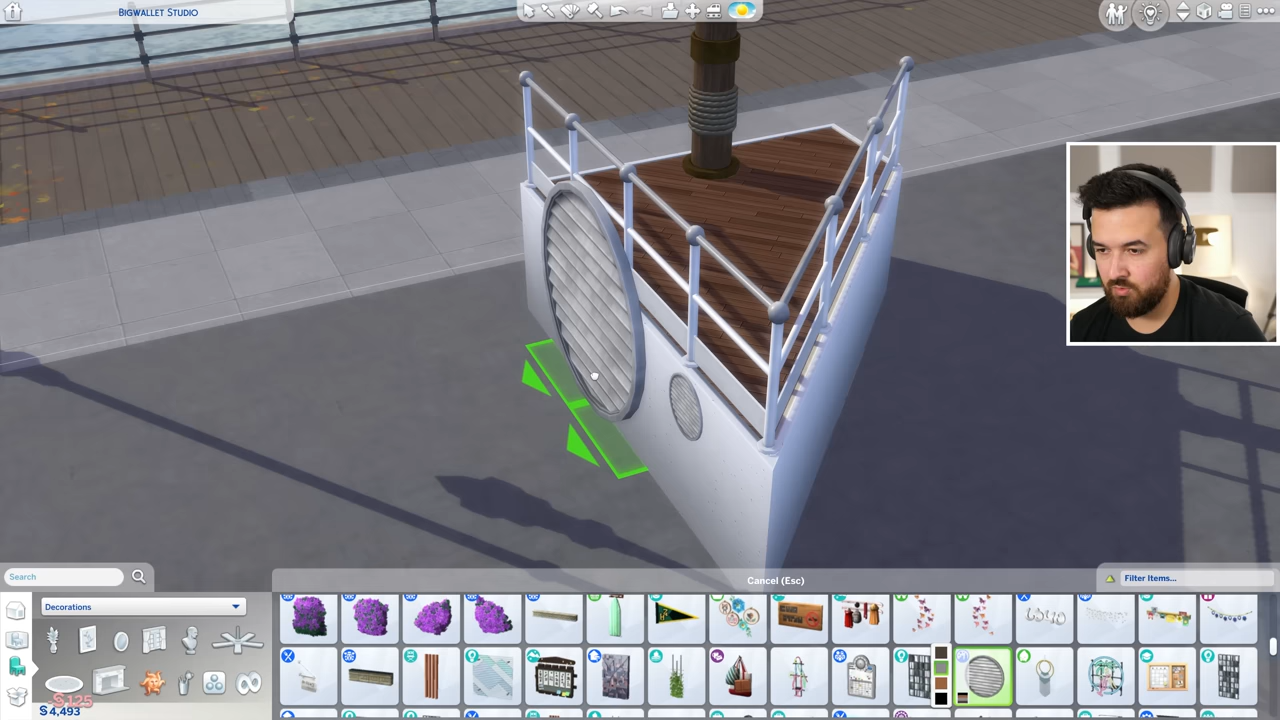 BIGWALLET STUDIO
Search
Cancel (Esc)
Filter Items...
Decorations
$125
$4,493